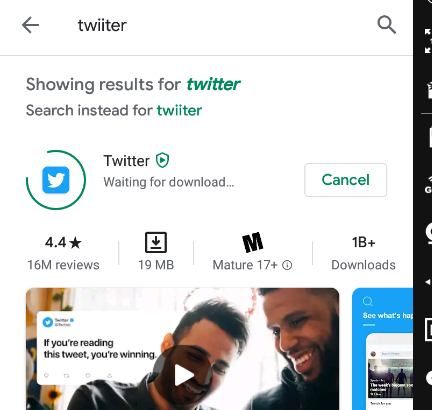 twiiter
Showing results for twitter
Search instead for twiiter
Twitter
Waiting for download...
Cancel
4.4★
16M reviews
19 MB
M
Mature 17+
1B+
Downloads
Twitter
@Twitter
If you're reading
this tweet, you're winning.
See what's hap
G